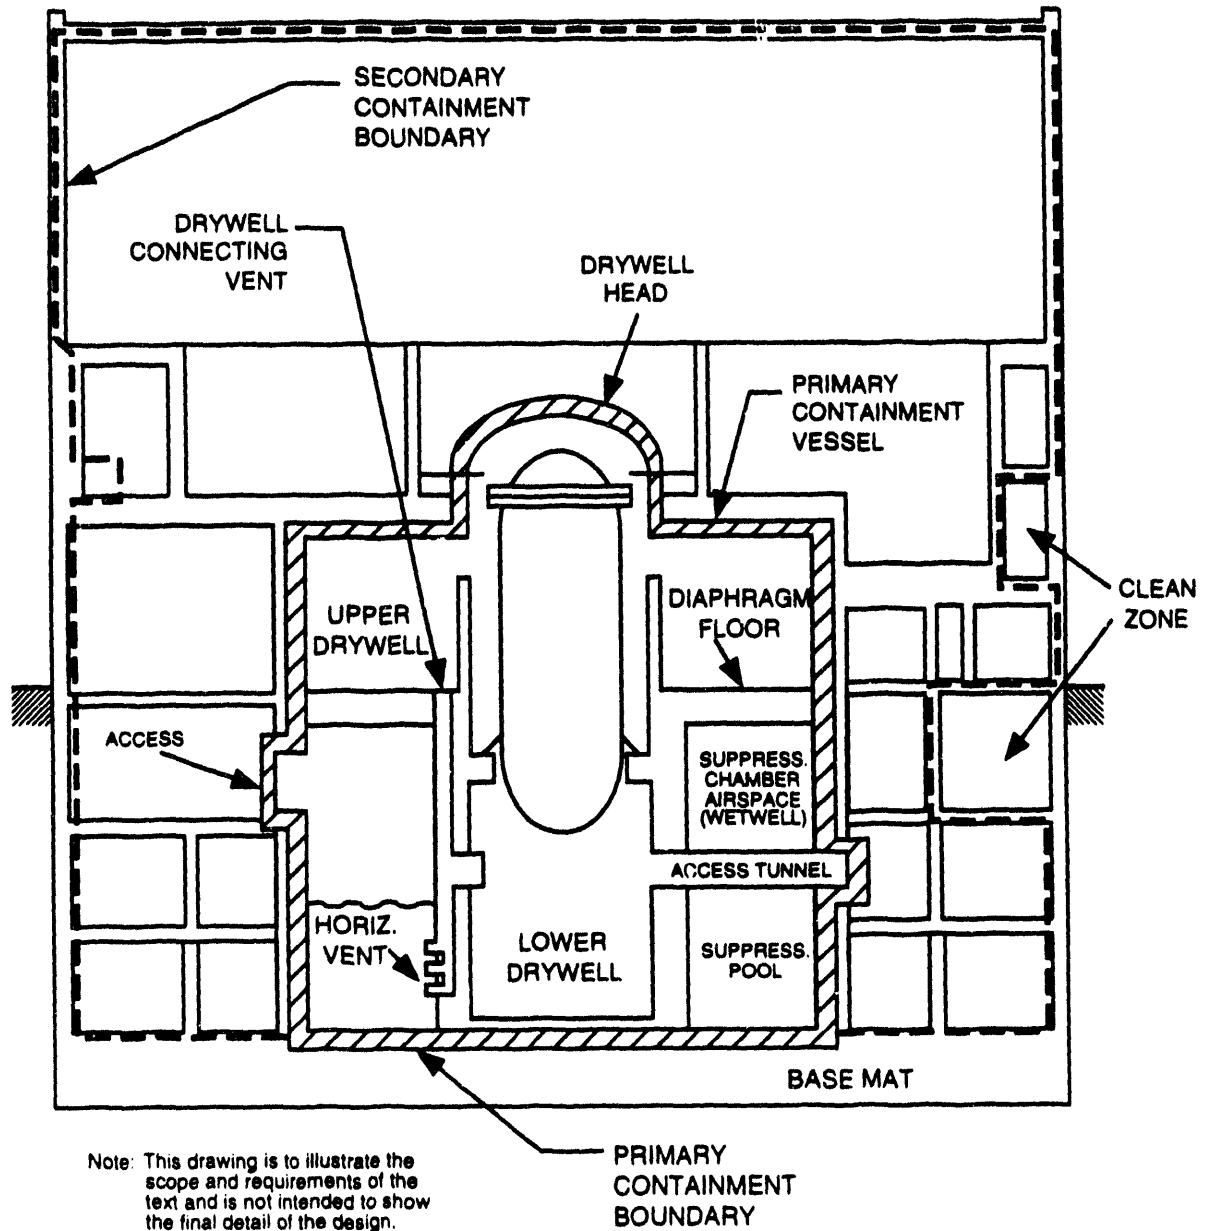 SECONDARY
CONTAINMENT
BOUNDARY
DRYWELL
CONNECTING
VENT
DRYWELL
HEAD
PRIMARY
CONTAINMENT
VESSEL
CLEAN
ZONE
UPPER
DRYWELL
DIAPHRAGM
FLOOR
ACCESS
SUPPRESS.
CHAMBER
AIRSPACE
(WETWELL)
ACCESS TUNNEL
HORIZ.
VENT
LOWER
DRYWELL
SUPPRESS.
POOL
BASE MAT
Note: This drawing is to illustrate the
scope and requirements of the
text and is not intended to show
the final detail of the design.
PRIMARY
CONTAINMENT
BOUNDARY